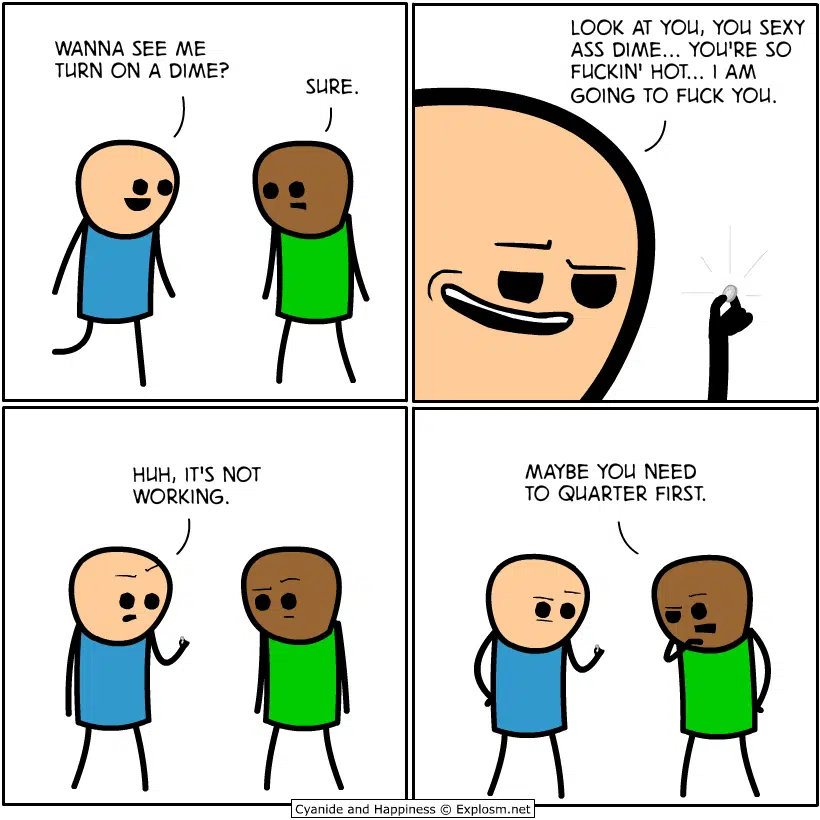 WANNA SEE ME
TURN ON A DIME?
SURE.
LOOK AT YOU, YOU SEXY
ASS DIME... YOU'RE SO
FUCKIN' HOT... I AM
GOING TO FUCK YOU.
HUH, IT'S NOT
WORKING.
MAYBE YOU NEED
TO QUARTER FIRST.
Cyanide and Happiness © Explosm.net